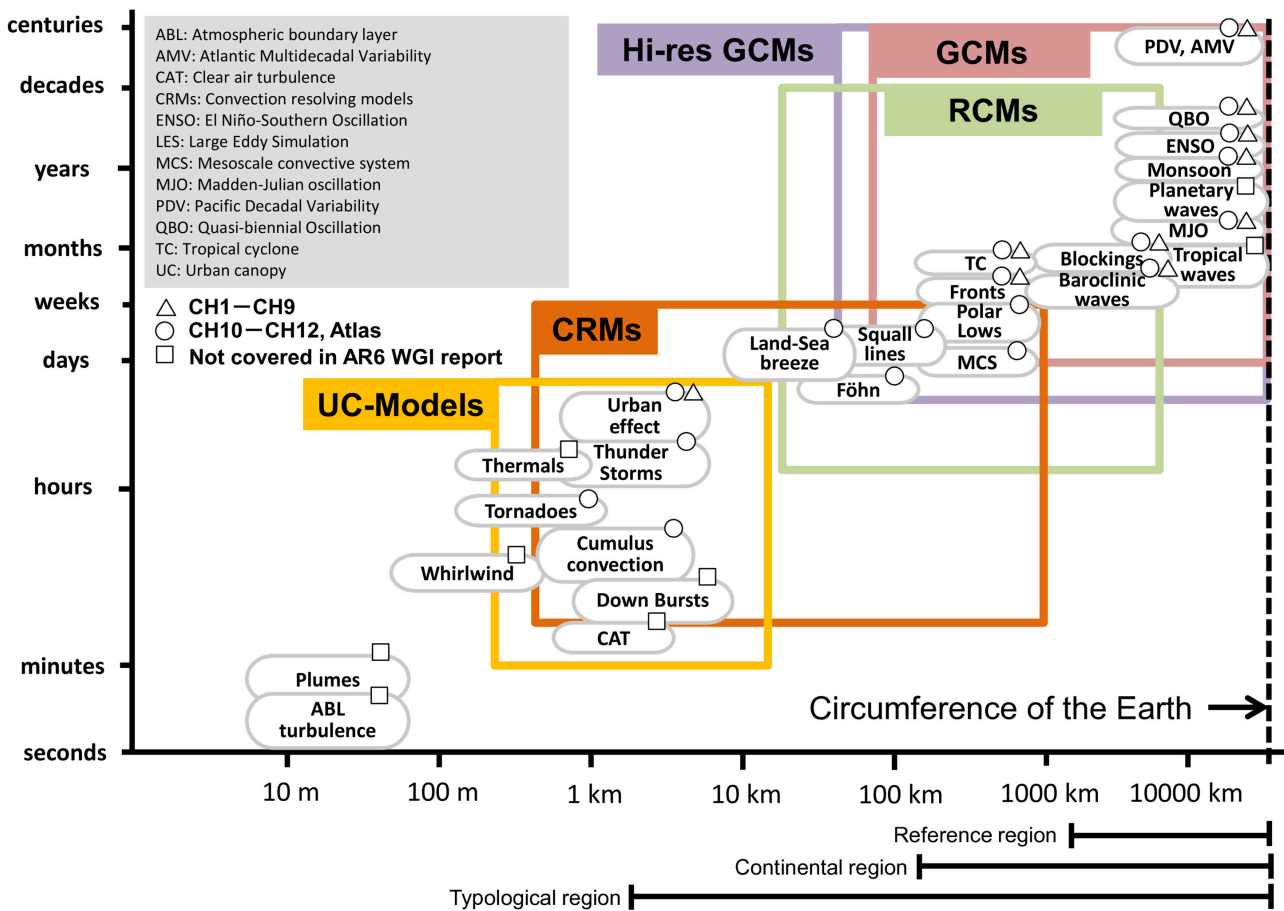 centuries
decades
years
months
weeks
days
hours
minutes
seconds
ABL: Atmospheric boundary layer
AMV: Atlantic Multidecadal Variability
CAT: Clear air turbulence
CRMs: Convection resolving models
ENSO: El Niño-Southern Oscillation
LES: Large Eddy Simulation
MCS: Mesoscale convective system
MJO: Madden-Julian oscillation
PDV: Pacific Decadal Variability
QBO: Quasi-biennial Oscillation
TC: Tropical cyclone
UC: Urban canopy
CH1−CH9
CH10−CH12, Atlas
Not covered in AR6 WGI report
Hi-res GCMs
GCMs
RCMs
CRMs
UC-Models
PDV, AMV
QBO
ENSO
Monsoon
Planetary
waves
MJO
Tropical
waves
Blockings
Baroclinic
waves
TC
Fronts
Polar
Lows
MCS
Squall
lines
Land-Sea
breeze
Föhn
Urban
effect
Thunder
Storms
Thermals
Tornadoes
Cumulus
convection
Whirlwind
Down Bursts
CAT
Plumes
ABL
turbulence
Circumference of the Earth
10 m
100 m
1 km
10 km
100 km
1000 km
10000 km
Reference region
Continental region
Typological region